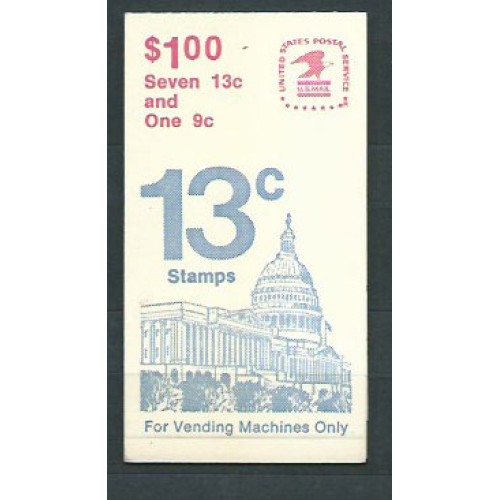 $1.00
Seven 13c
and
One 9c
UNITED STATES POSTAL SERVICE
U.S.MAIL
13c
Stamps
For Vending Machines Only